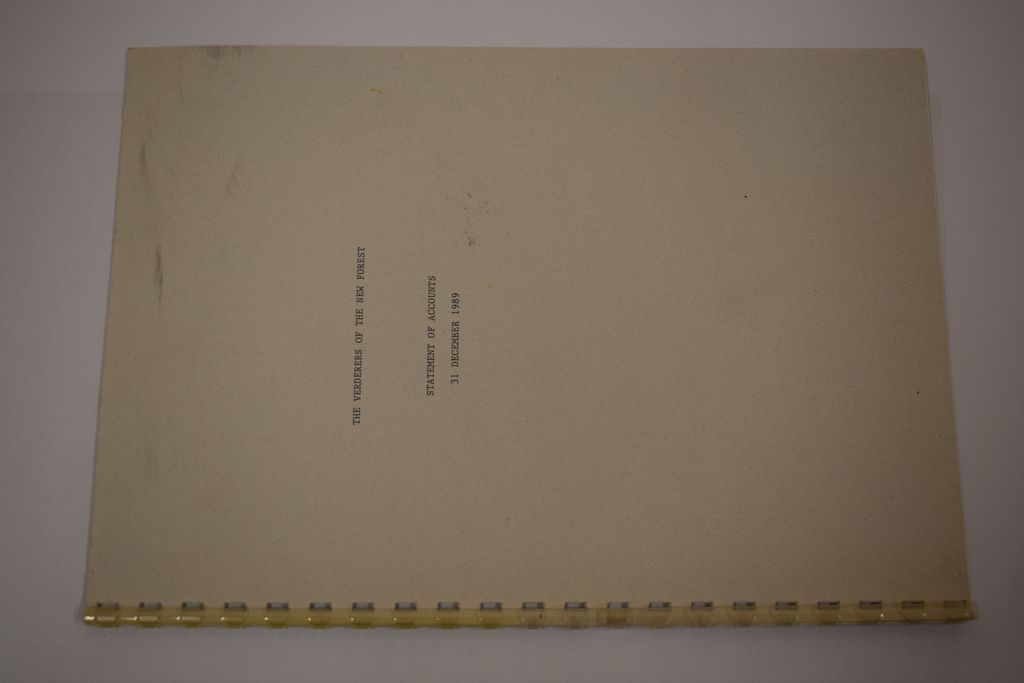 THE VERDERERS OF THE NEW FOREST
STATEMENT OF ACCOUNTS
31 DECEMBER 1989